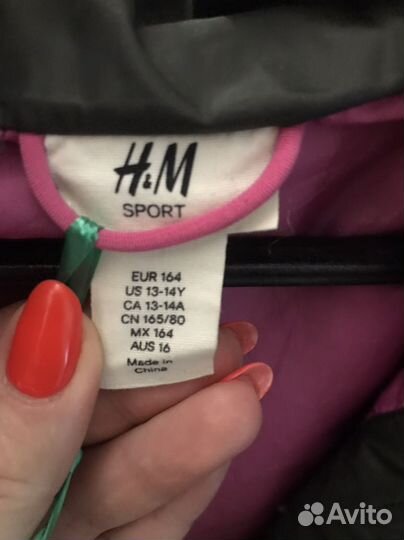 H&M
SPORT
EUR 164
US 13-14Y
CA 13-14A
CN 165/80
MX 164
AUS 16
Made in
China
Avito